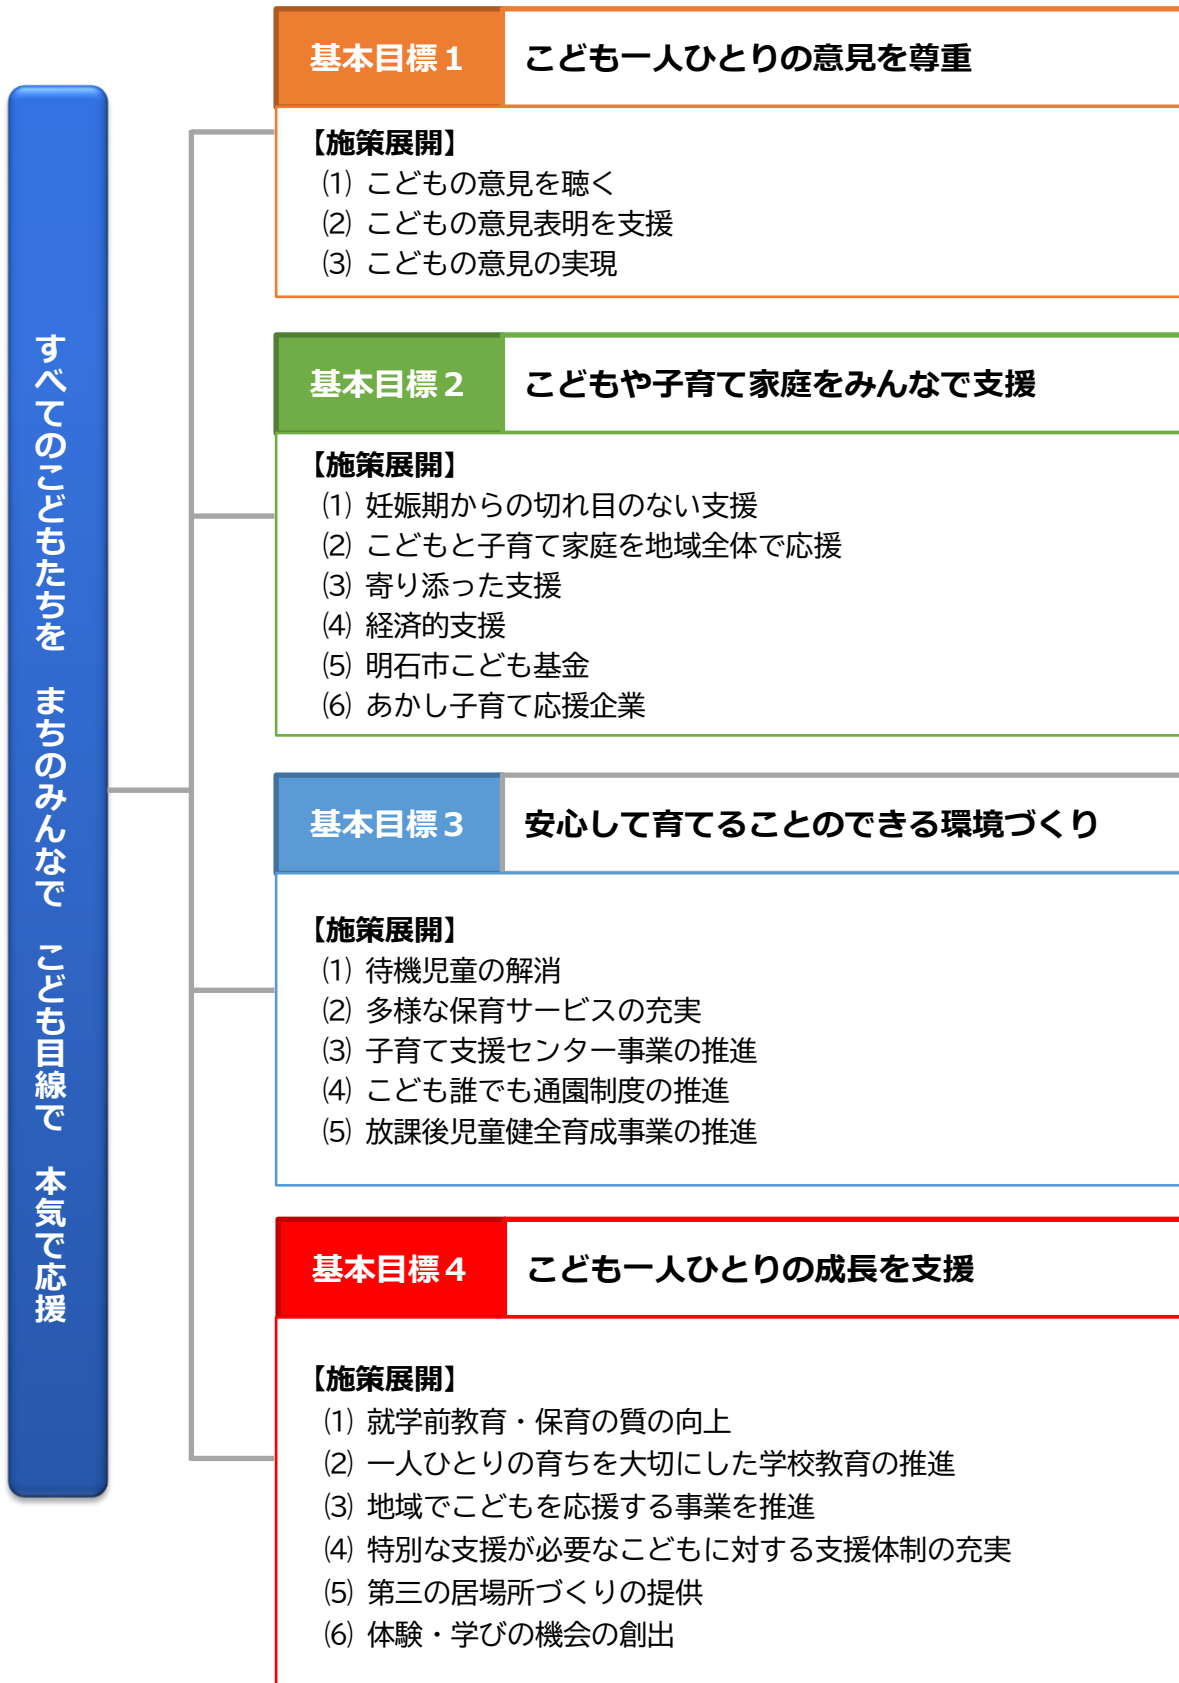 すべてのこどもたちを　まちのみんなで　こども目線で　本気で応援
基本目標１
こども一人ひとりの意見を尊重
【施策展開】
⑴ こどもの意見を聴く
⑵ こどもの意見表明を支援
⑶ こどもの意見の実現
基本目標２
こどもや子育て家庭をみんなで支援
【施策展開】
⑴ 妊娠期からの切れ目のない支援
⑵ こどもと子育て家庭を地域全体で応援
⑶ 寄り添った支援
⑷ 経済的支援
⑸ 明石市こども基金
⑹ あかし子育て応援企業
基本目標３
安心して育てることのできる環境づくり
【施策展開】
⑴ 待機児童の解消
⑵ 多様な保育サービスの充実
⑶ 子育て支援センター事業の推進
⑷ こども誰でも通園制度の推進
⑸ 放課後児童健全育成事業の推進
基本目標４
こども一人ひとりの成長を支援
【施策展開】
⑴ 就学前教育・保育の質の向上
⑵ 一人ひとりの育ちを大切にした学校教育の推進
⑶ 地域でこどもを応援する事業を推進
⑷ 特別な支援が必要なこどもに対する支援体制の充実
⑸ 第三の居場所づくりの提供
⑹ 体験・学びの機会の創出